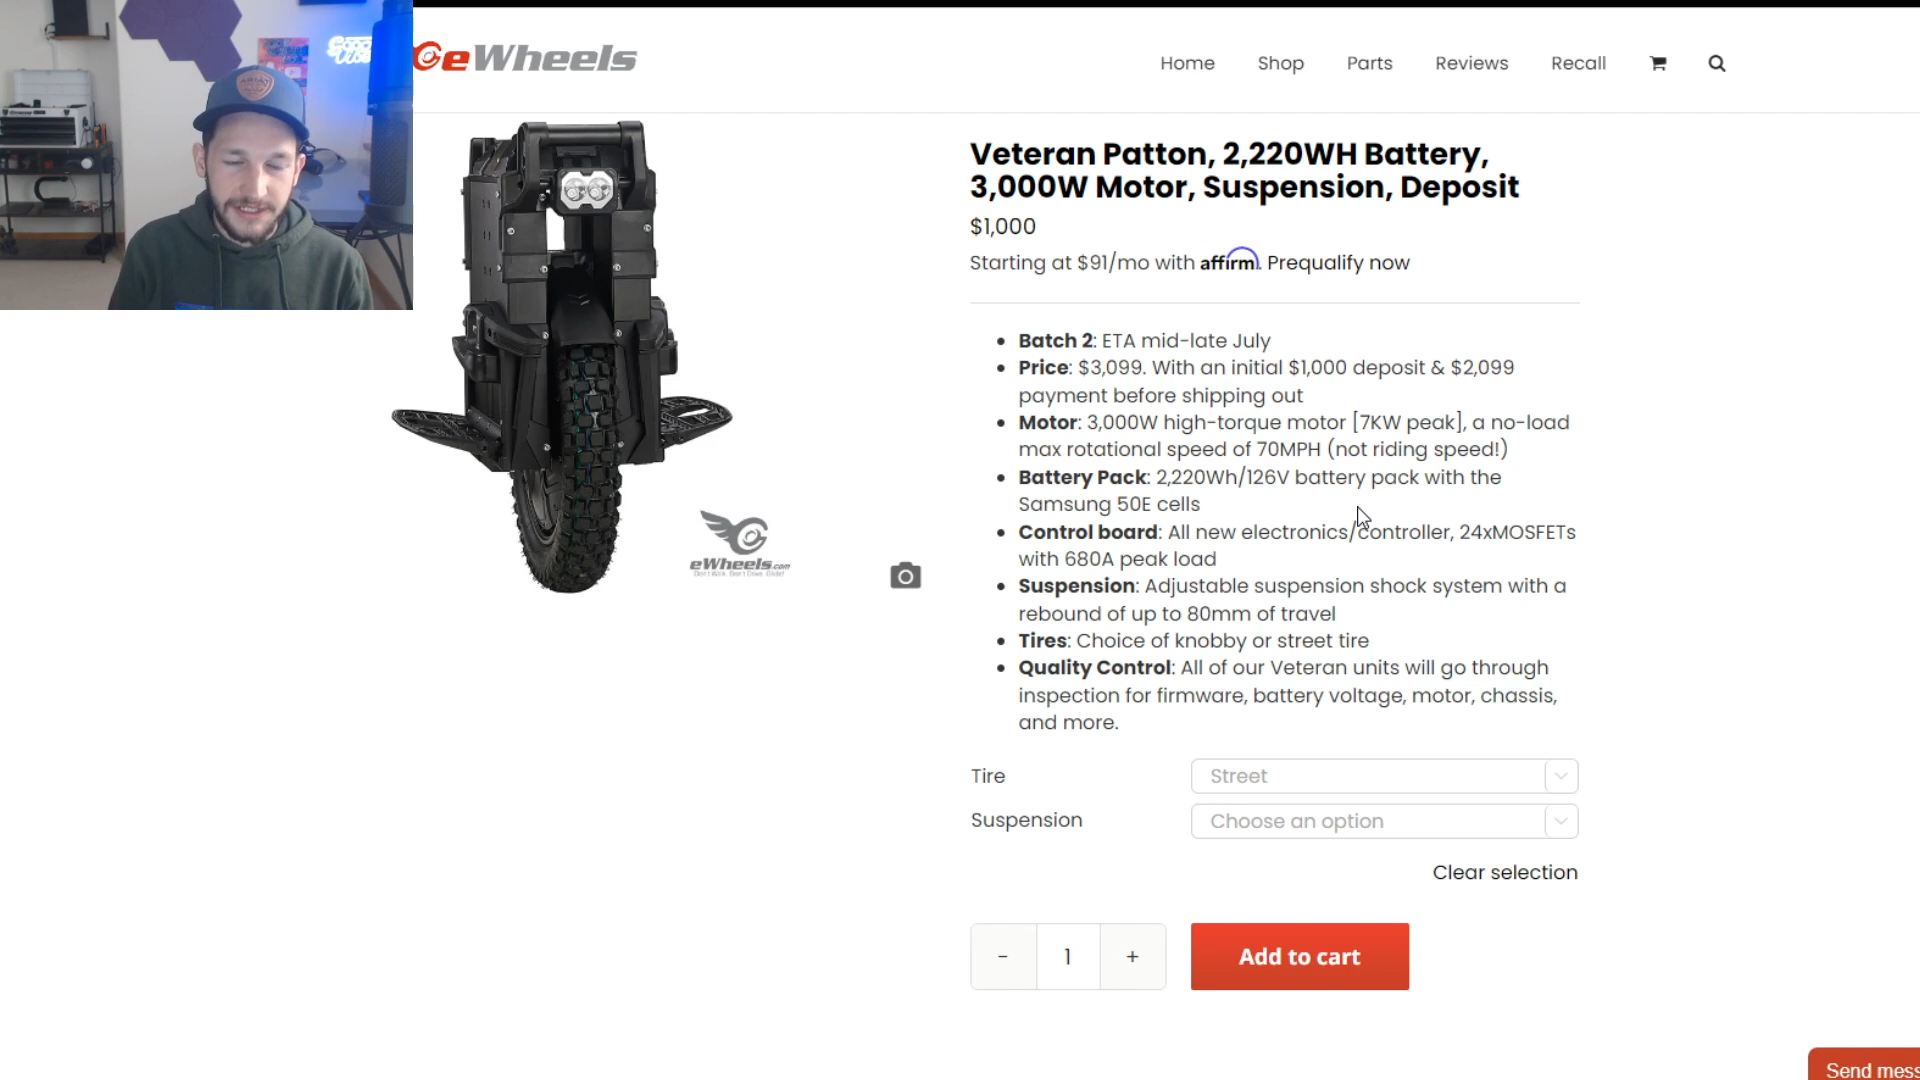 eWheels
Home
Shop
Parts
Reviews
Recall
ARIAT
Veteran Patton, 2,220WH Battery,
3,000W Motor, Suspension, Deposit
$1,000
Starting at $91/mo with affirm. Prequalify now
Batch 2: ETA mid-late July
Price: $3,099. With an initial $1,000 deposit & $2,099
payment before shipping out
Motor: 3,000W high-torque motor [7KW peak], a no-load
max rotational speed of 70MPH (not riding speed!)
Battery Pack: 2,220Wh/126V battery pack with the
Samsung 50E cells
Control board: All new electronics/controller, 24xMOSFETs
with 680A peak load
Suspension: Adjustable suspension shock system with a
rebound of up to 80mm of travel
Tires: Choice of knobby or street tire
Quality Control: All of our Veteran units will go through
inspection for firmware, battery voltage, motor, chassis,
and more.
eWheels.com
Tire
Street
Suspension
Choose an option
Clear selection
-
1
+
Add to cart
Send mess